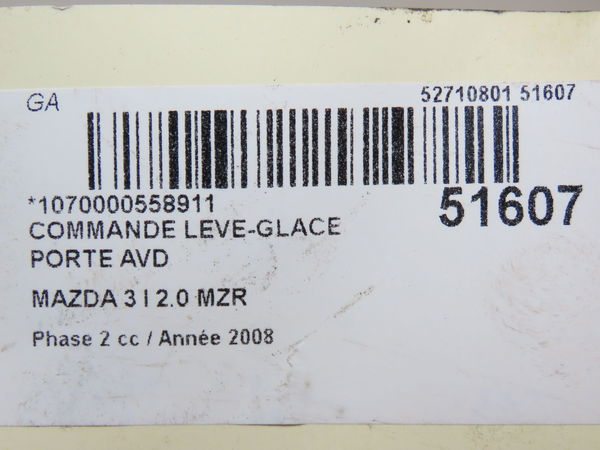 GA
52710801 51607
*1070000558911
51607
COMMANDE LEVE-GLACE
PORTE AVD
MAZDA 3 I 2.0 MZR
Phase 2 cc / Année 2008